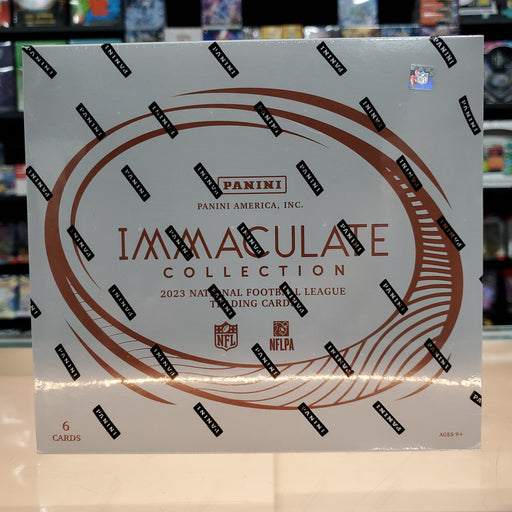 PANINI
PANINI AMERICA, INC.
IMMACULATE
COLLECTION
2023 NATIONAL FOOTBALL LEAGUE
TRADING CARDS
NFL
NFLPA
6
CARDS
AGES 9+